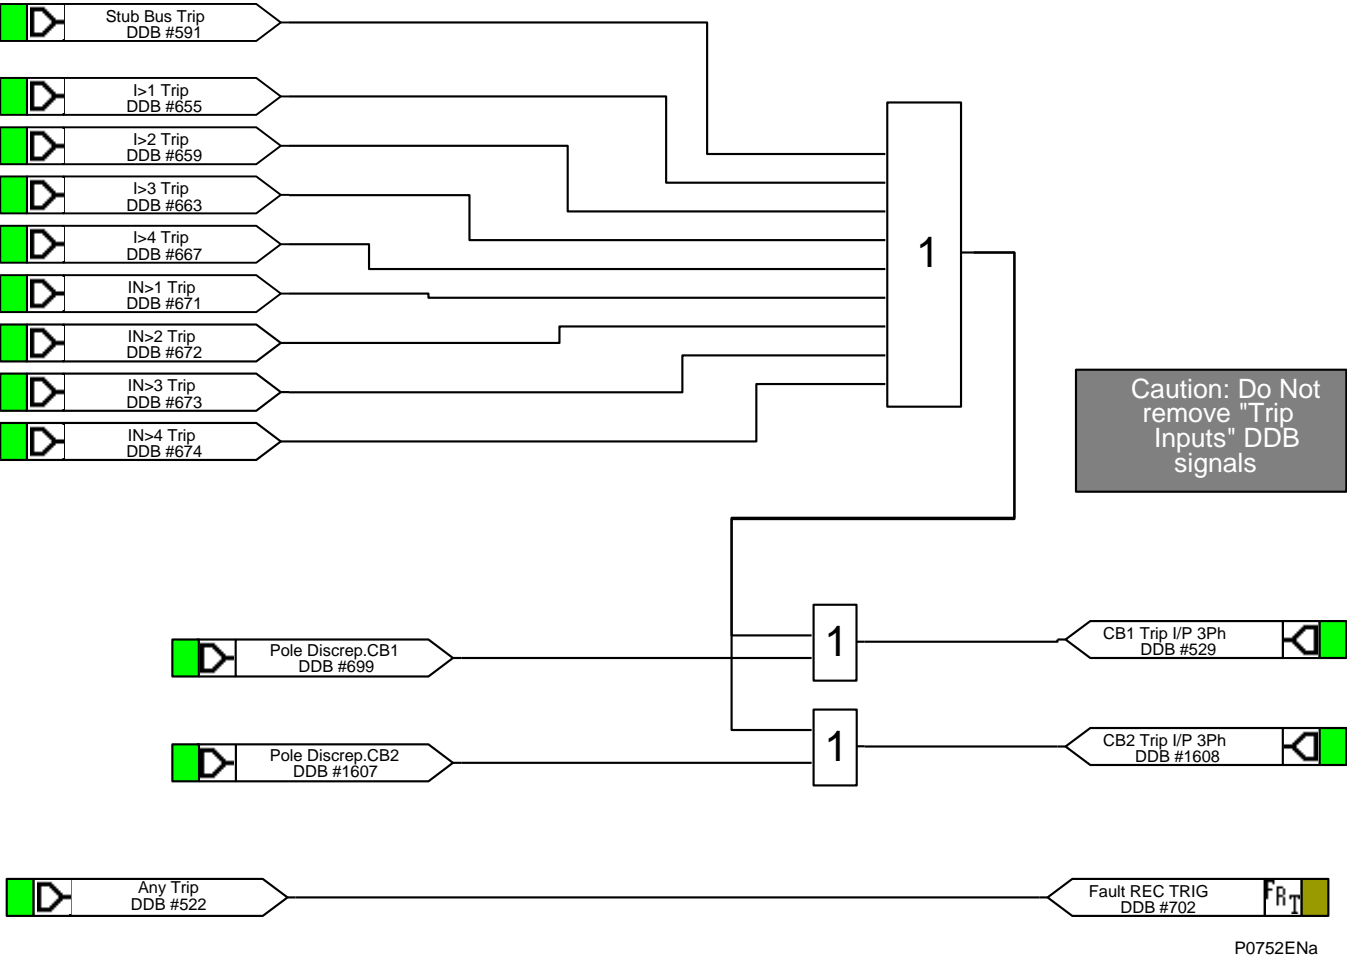 Stub Bus Trip
DDB #591
I>1 Trip
DDB #655
I>2 Trip
DDB #659
I>3 Trip
DDB #663
I>4 Trip
DDB #667
IN>1 Trip
DDB #671
IN>2 Trip
DDB #672
IN>3 Trip
DDB #673
IN>4 Trip
DDB #674
1
Caution: Do Not
remove "Trip
Inputs" DDB
signals
Pole Discrep.CB1
DDB #699
1
CB1 Trip I/P 3Ph
DDB #529
Pole Discrep.CB2
DDB #1607
1
CB2 Trip I/P 3Ph
DDB #1608
Any Trip
DDB #522
Fault REC TRIG
DDB #702
FRT
P0752ENa